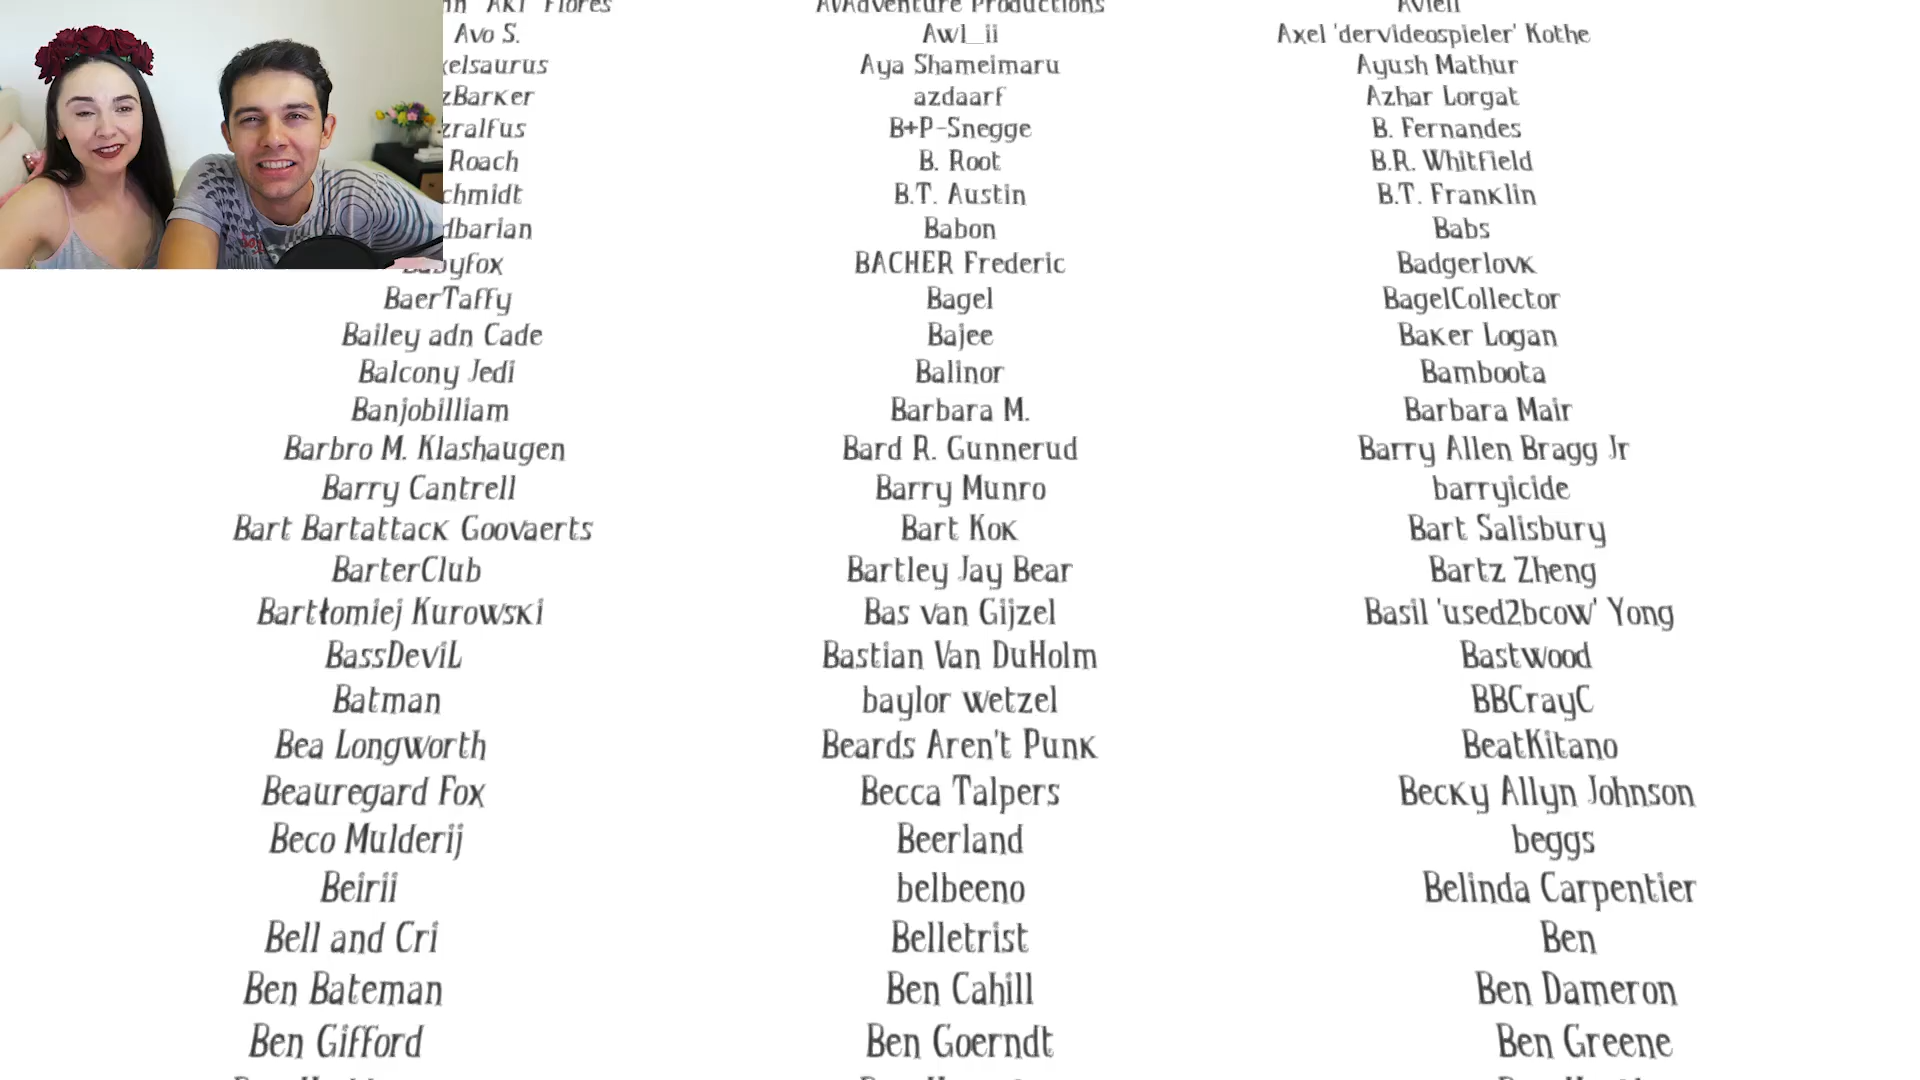 Flores AvAdventure Productions
Avo S. Awl_ii Axel 'dervideospieler' Kothe
Aya Shameimaru Ayush Mathur
azdaarf Azhar Lorgat
B+P-Snegge B. Fernandes
Roach B. Root B.R. Whitfield
B.T. Austin B.T. Franklin
Babon Babs
BACHER Frederic Badgerlovk
BaerTaffy Bagel BagelCollector
Bailey adn Cade Bajee Baker Logan
Balcony Jedi Balinor Bamboota
Banjobilliam Barbara M. Barbara Mair
Barbro M. Klashaugen Bard R. Gunnerud Barry Allen Bragg Jr
Barry Cantrell Barry Munro barryicide
Bart Bartattack Goovaerts Bart Kok Bart Salisbury
BarterClub Bartley Jay Bear Bartz Zheng
Bartłomiej Kurowski Bas van Gijzel Basil 'used2bcow' Yong
BassDeviL Bastian Van DuHolm Bastwood
Batman baylor wetzel BBCrayC
Bea Longworth Beards Aren't Punk BeatKitano
Beauregard Fox Becca Talpers Becky Allyn Johnson
Beco Mulderij Beerland beggs
Beirii belbeeno Belinda Carpentier
Bell and Cri Belletrist Ben
Ben Bateman Ben Cahill Ben Dameron
Ben Gifford Ben Goerndt Ben Greene